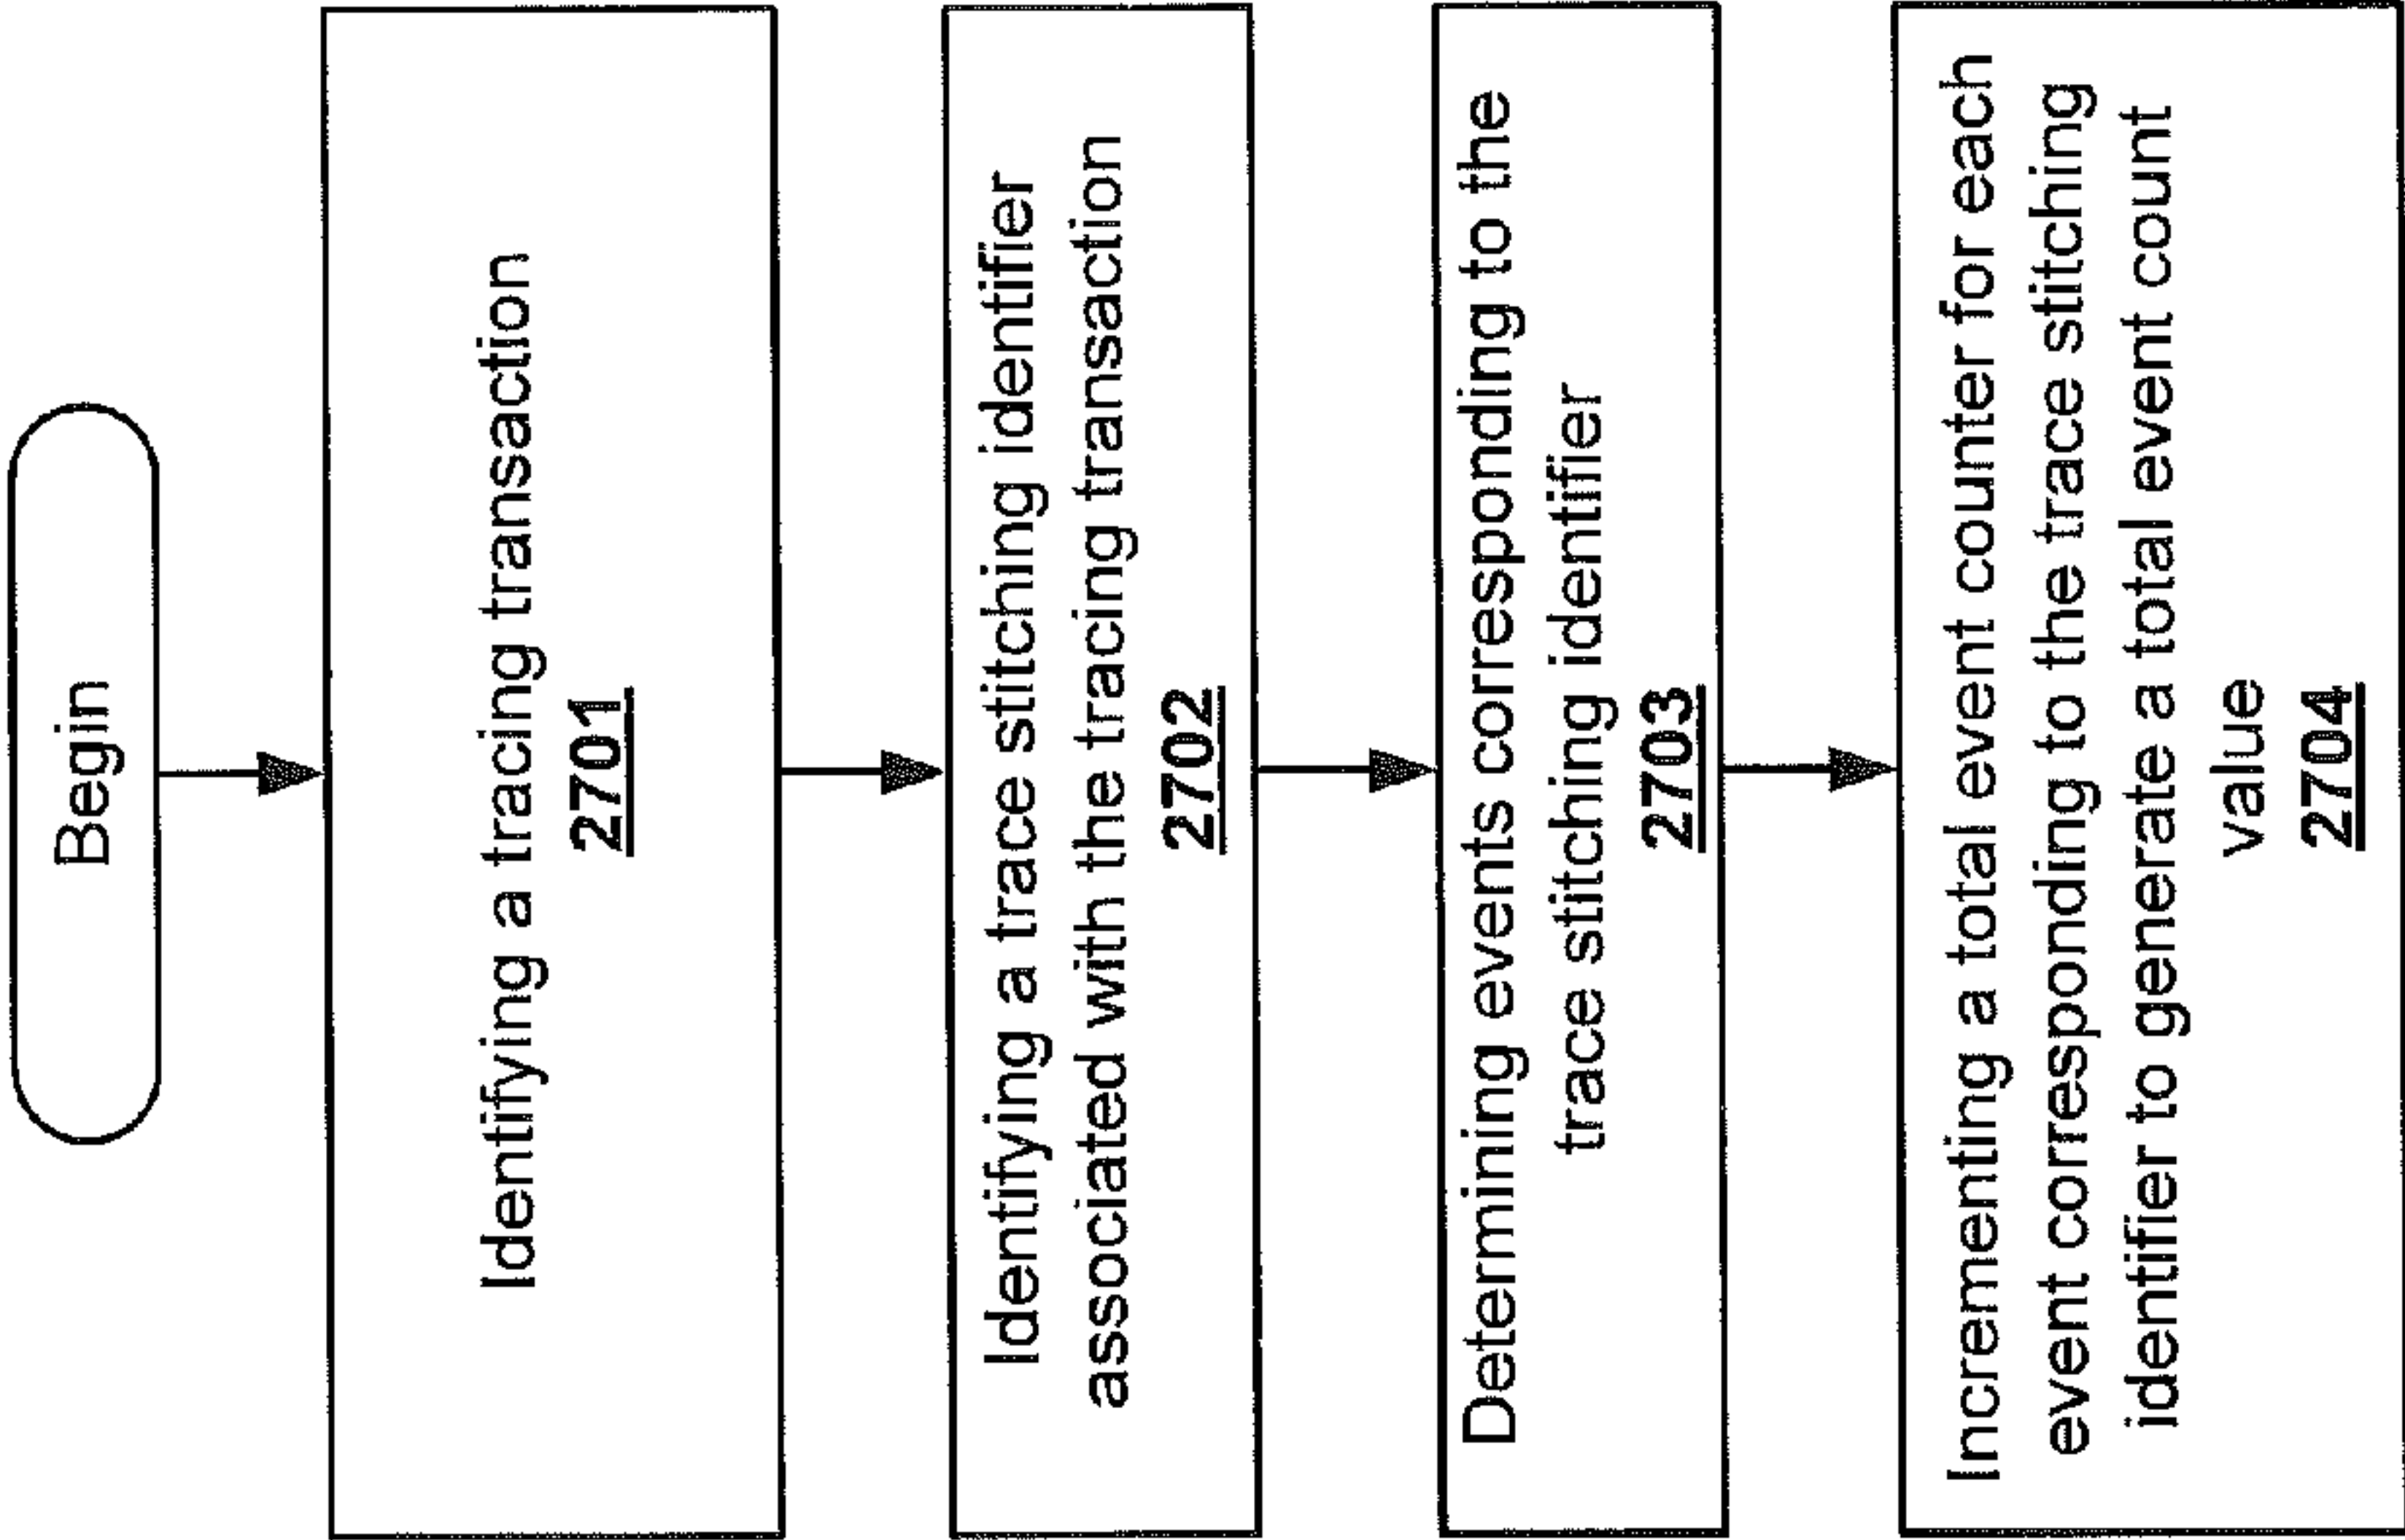 Begin
Identifying a tracing transaction
2701
Identifying a trace stitching identifier
associated with the tracing transaction
2702
Determining events corresponding to the
trace stitching identifier
2703
Incrementing a total event counter for each
event corresponding to the trace stitching
identifier to generate a total event count
value
2704